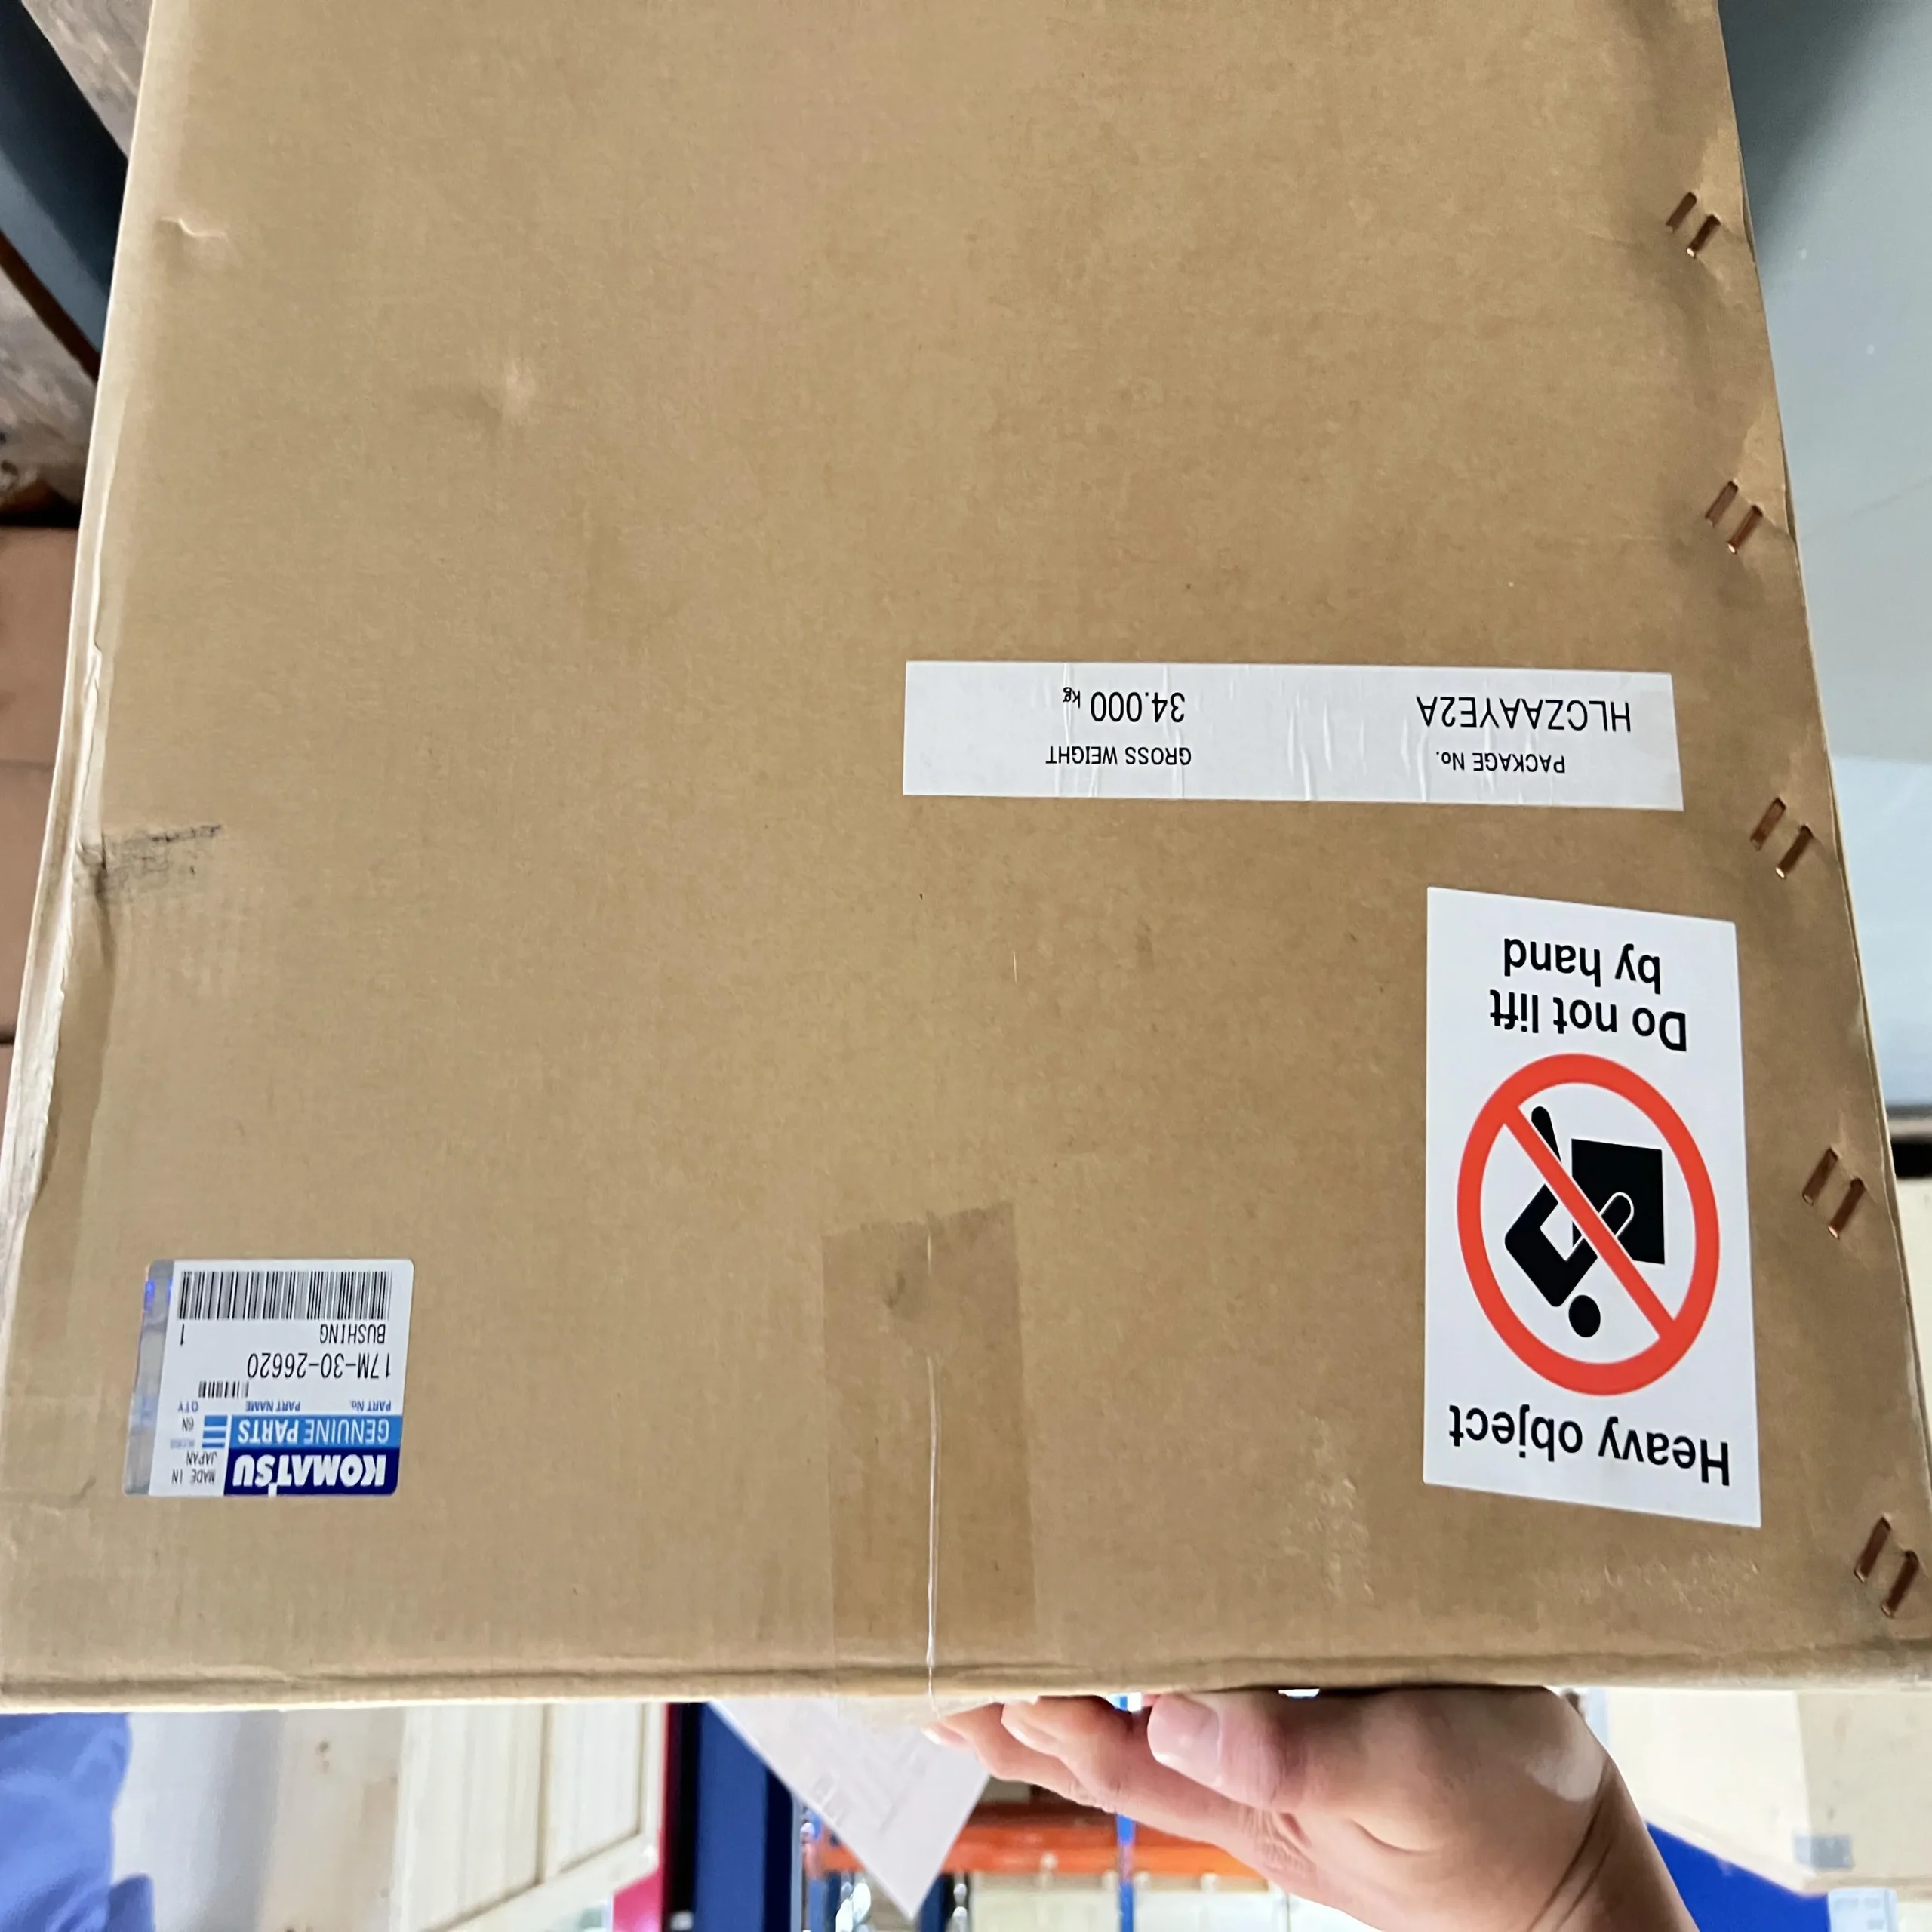 Heavy object
Do not lift
by hand
KOMATSU
GENUINE PARTS
MADE IN
JAPAN
6N
PART No. PART NAME QTY
17M-30-26620
BUSHING 1
PACKAGE No. GROSS WEIGHT
HLCZAAYE2A 34.000 kg